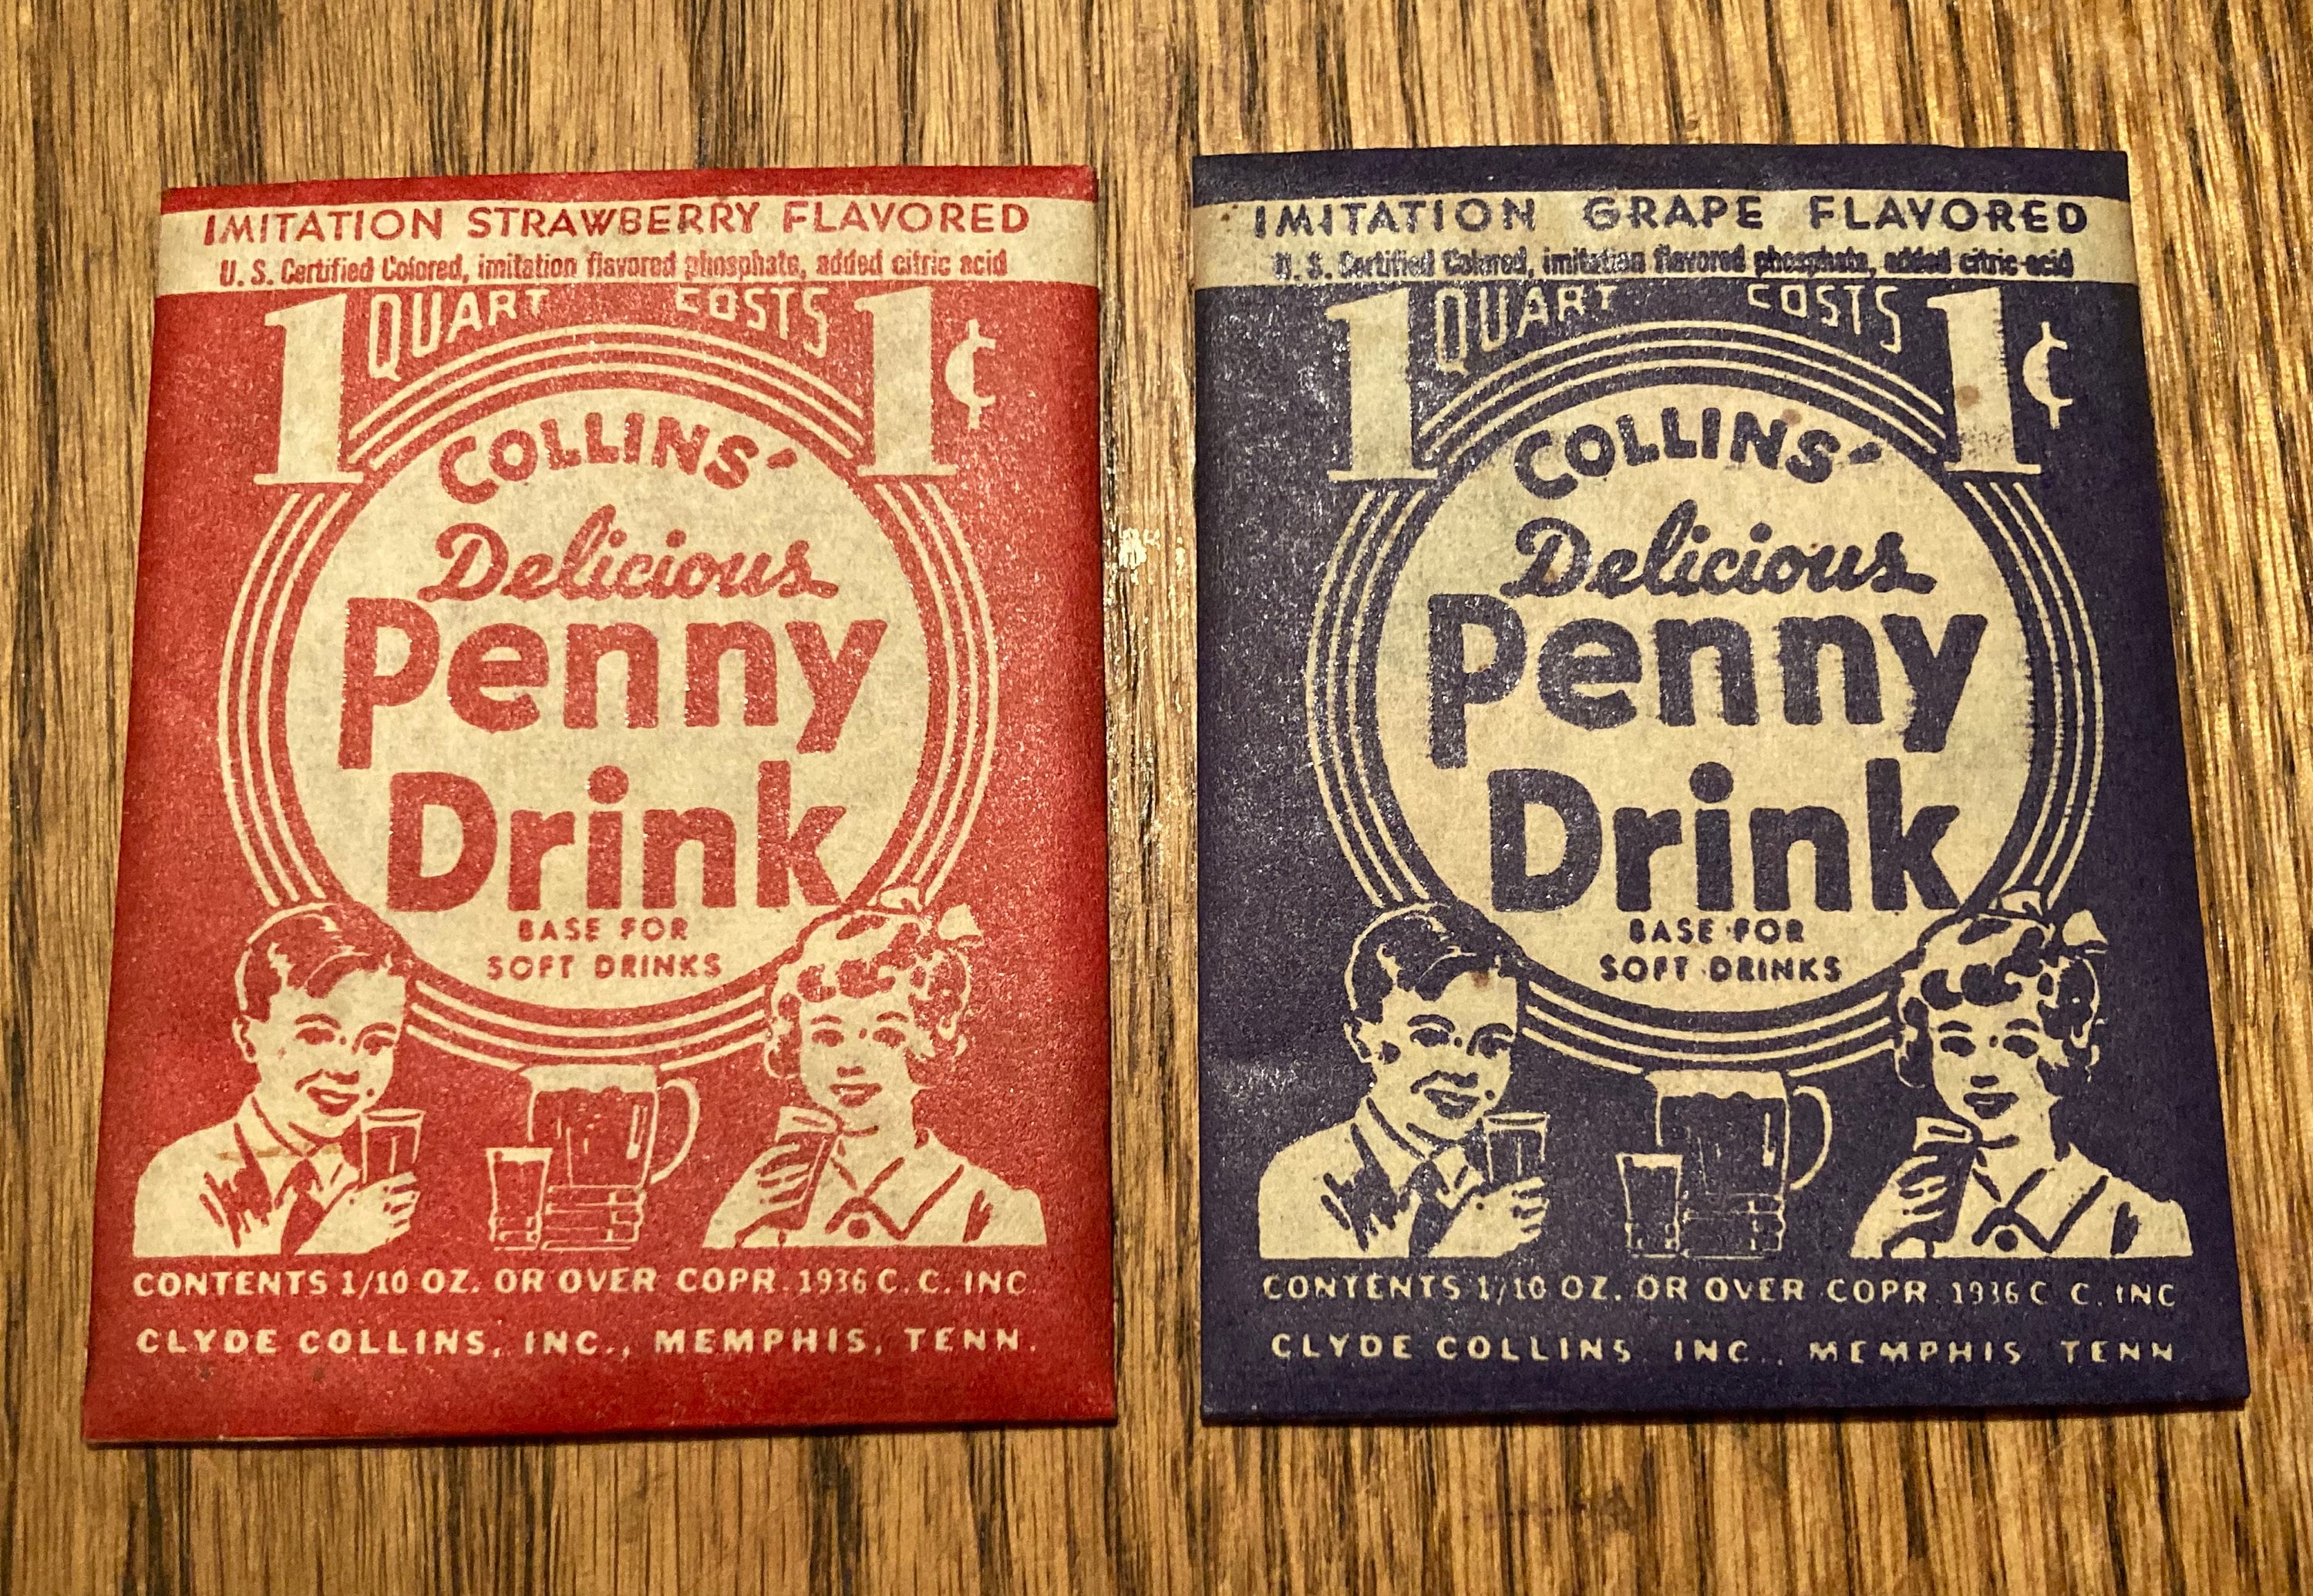 IMITATION STRAWBERRY FLAVORED
U. S. Certified Colored, imitation flavored phosphate, added citric acid
1 QUART COSTS 1¢
COLLINS'
Delicious
Penny
Drink
BASE FOR
SOFT DRINKS
CONTENTS 1/10 OZ. OR OVER COPR. 1936 C. C. INC
CLYDE COLLINS, INC., MEMPHIS, TENN.
IMITATION GRAPE FLAVORED
U. S. Certified Colored, imitation flavored phosphate, added citric acid
1 QUART COSTS 1¢
COLLINS'
Delicious
Penny
Drink
BASE FOR
SOFT DRINKS
CONTENTS 1/10 OZ. OR OVER COPR. 1936 C C. INC
CLYDE COLLINS INC., MEMPHIS TENN